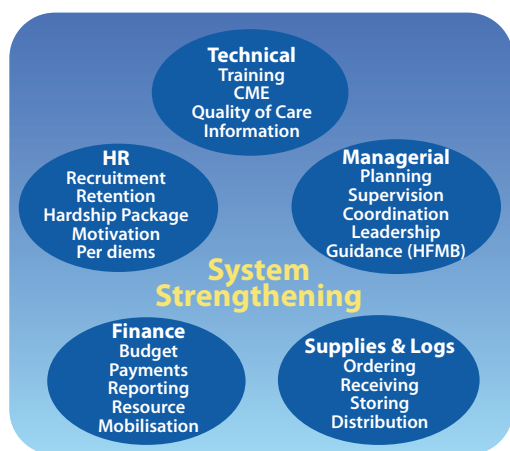 Technical
Training
CME
Quality of Care
Information
HR
Recruitment
Retention
Hardship Package
Motivation
Per diems
Managerial
Planning
Supervision
Coordination
Leadership
Guidance (HFMB)
System
Strengthening
Finance
Budget
Payments
Reporting
Resource
Mobilisation
Supplies & Logs
Ordering
Receiving
Storing
Distribution